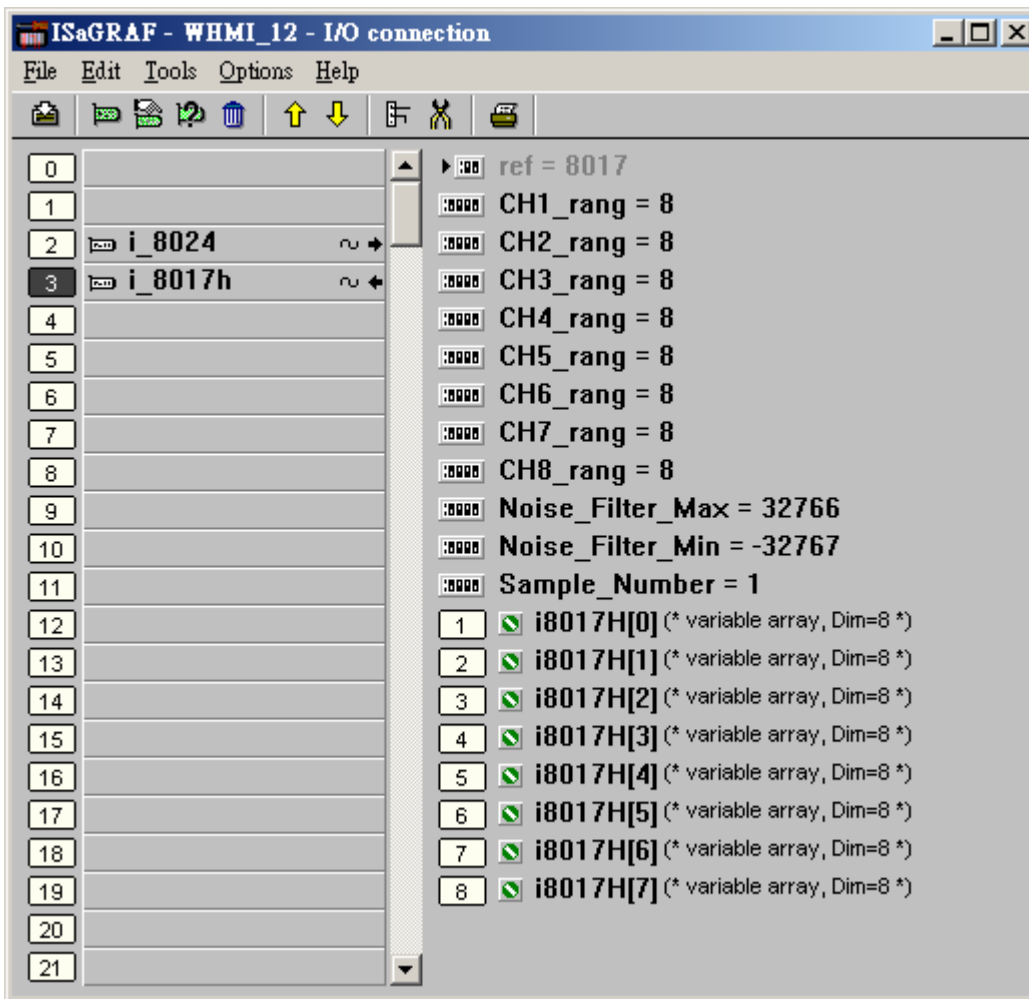 ISaGRAF - WHMI_12 - I/O connection
File Edit Tools Options Help
0
1
2 i_8024
3 i_8017h
4
5
6
7
8
9
10
11
12
13
14
15
16
17
18
19
20
21
ref = 8017
CH1_rang = 8
CH2_rang = 8
CH3_rang = 8
CH4_rang = 8
CH5_rang = 8
CH6_rang = 8
CH7_rang = 8
CH8_rang = 8
Noise_Filter_Max = 32766
Noise_Filter_Min = -32767
Sample_Number = 1
1 i8017H[0] (* variable array, Dim=8 *)
2 i8017H[1] (* variable array, Dim=8 *)
3 i8017H[2] (* variable array, Dim=8 *)
4 i8017H[3] (* variable array, Dim=8 *)
5 i8017H[4] (* variable array, Dim=8 *)
6 i8017H[5] (* variable array, Dim=8 *)
7 i8017H[6] (* variable array, Dim=8 *)
8 i8017H[7] (* variable array, Dim=8 *)